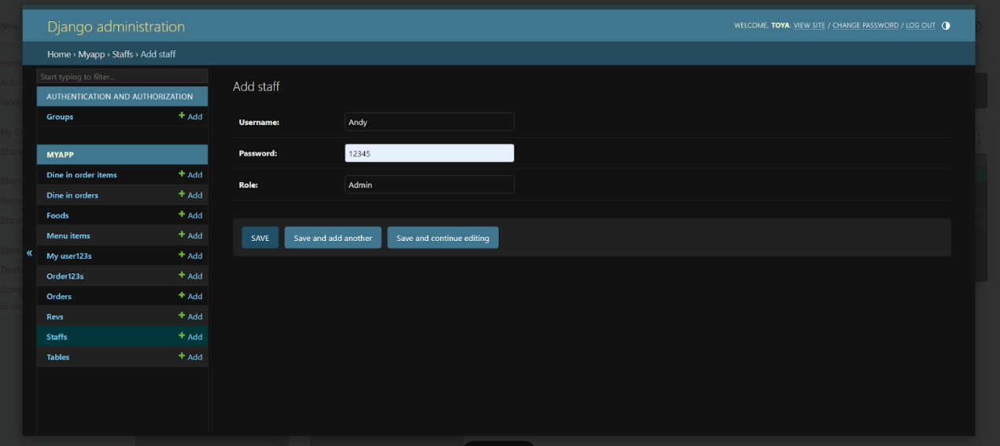 Django administration
WELCOME, TOYA. VIEW SITE / CHANGE PASSWORD / LOG OUT
Home › Myapp › Staffs › Add staff
Start typing to filter...
AUTHENTICATION AND AUTHORIZATION
Groups + Add
MYAPP
Dine in order items + Add
Dine in orders + Add
Foods + Add
Menu items + Add
My user123s + Add
Order123s + Add
Orders + Add
Revs + Add
Staffs + Add
Tables + Add
«
Add staff
Username: Andy
Password: 12345
Role: Admin
SAVE Save and add another Save and continue editing
New
Home